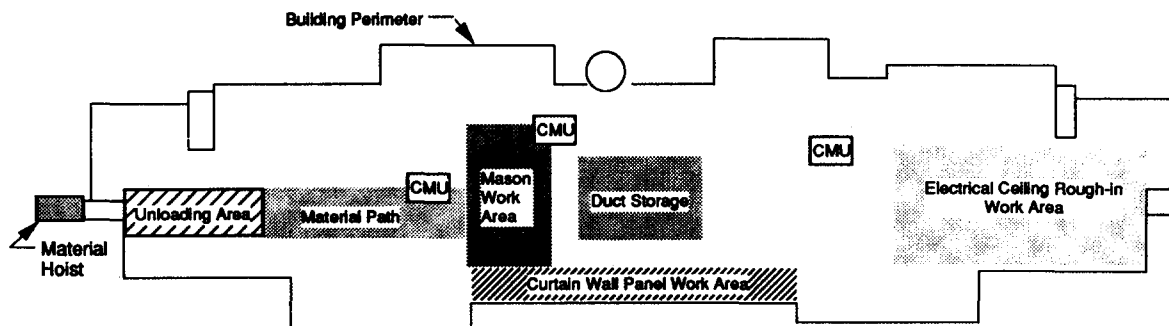 Building Perimeter
CMU
CMU
CMU
Mason
Work
Area
Unloading Area
Material Path
Duct Storage
Electrical Ceiling Rough-in
Work Area
Material
Hoist
Curtain Wall Panel Work Area